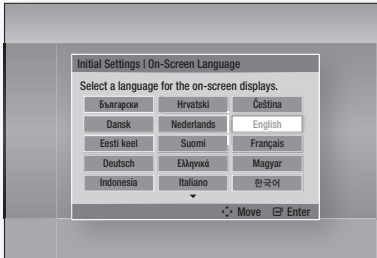 Initial Settings | On-Screen Language
Select a language for the on-screen displays.
Български Hrvatski Čeština
Dansk Nederlands English
Eesti keel Suomi Français
Deutsch Ελληνικά Magyar
Indonesia Italiano 한국어
Move Enter